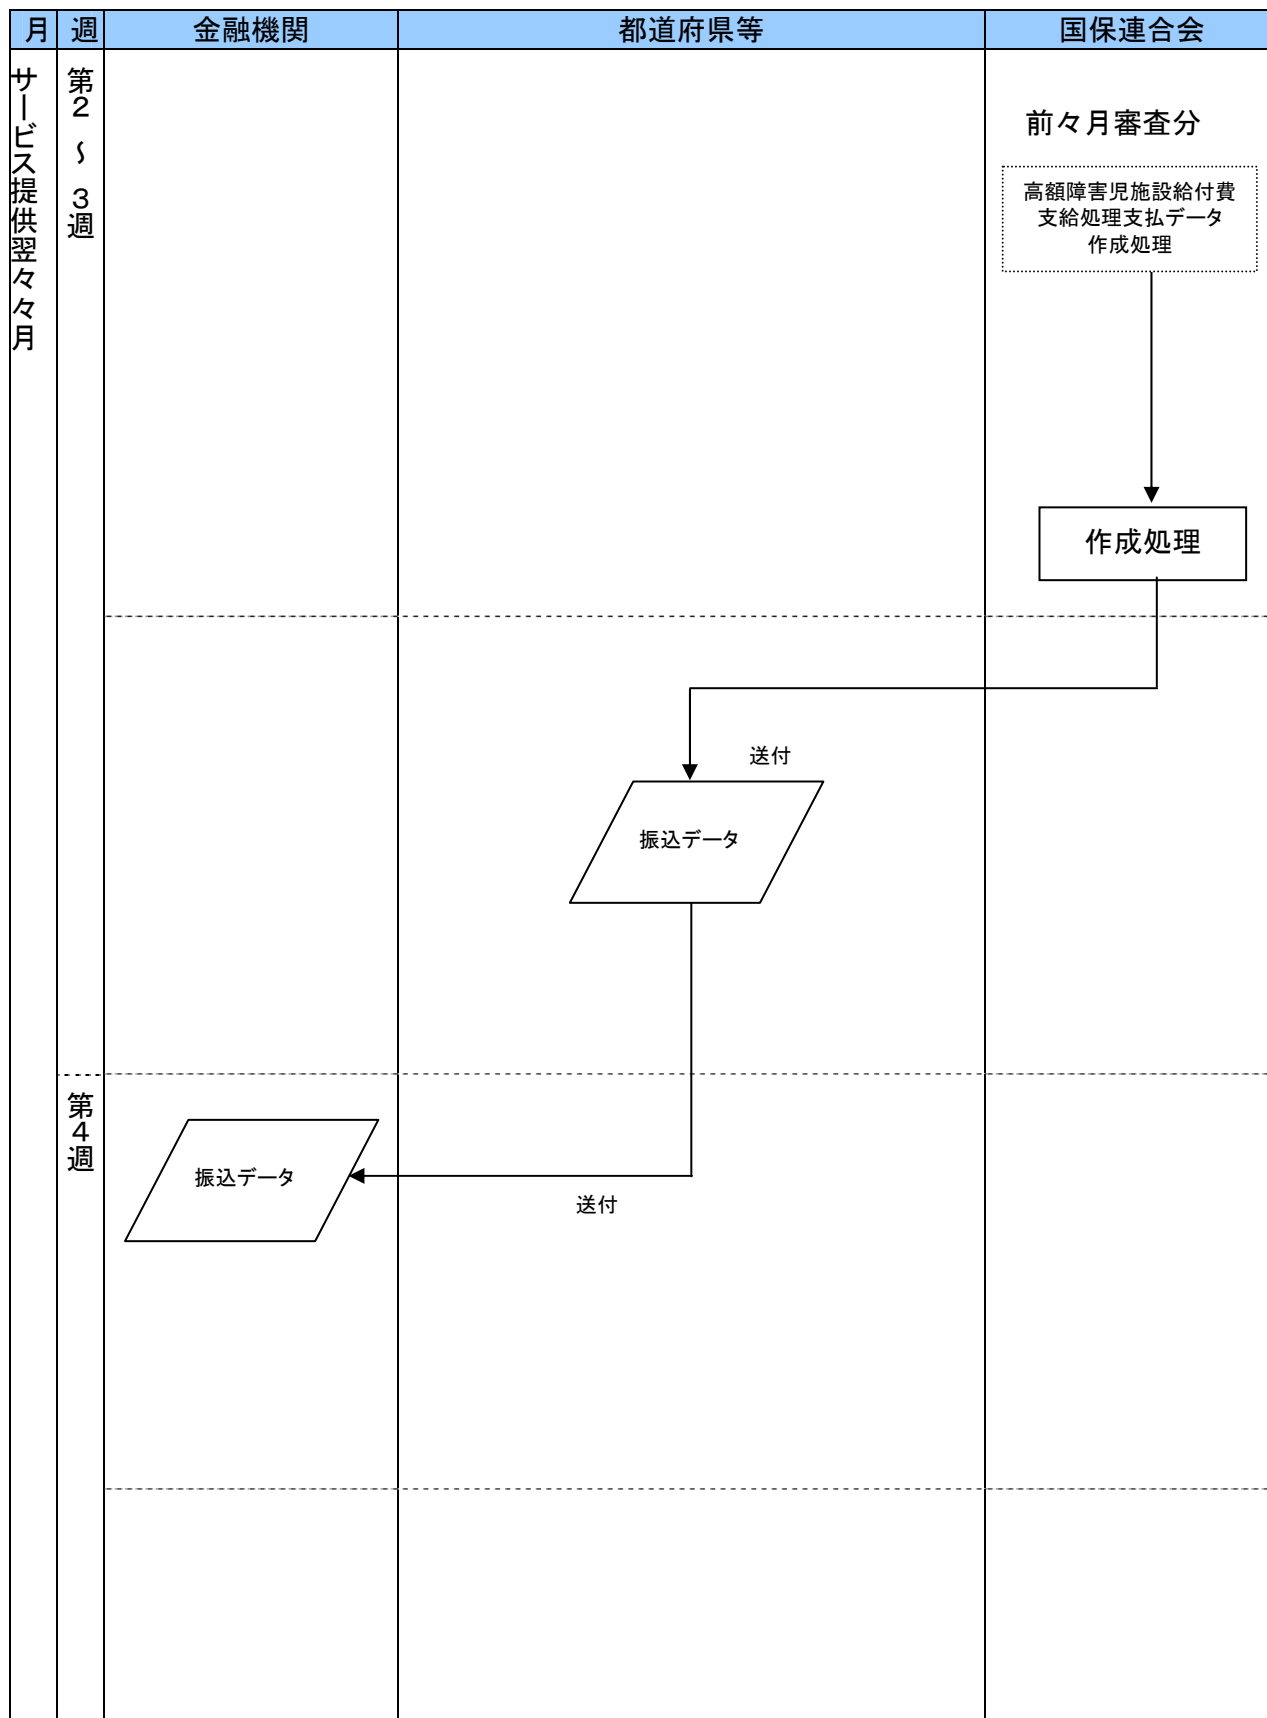 月 週 金融機関 都道府県等 国保連合会
サービス提供翌々々月
第2～3週
前々月審査分
高額障害児施設給付費
支給処理支払データ
作成処理
作成処理
送付
振込データ
第4週
振込データ
送付